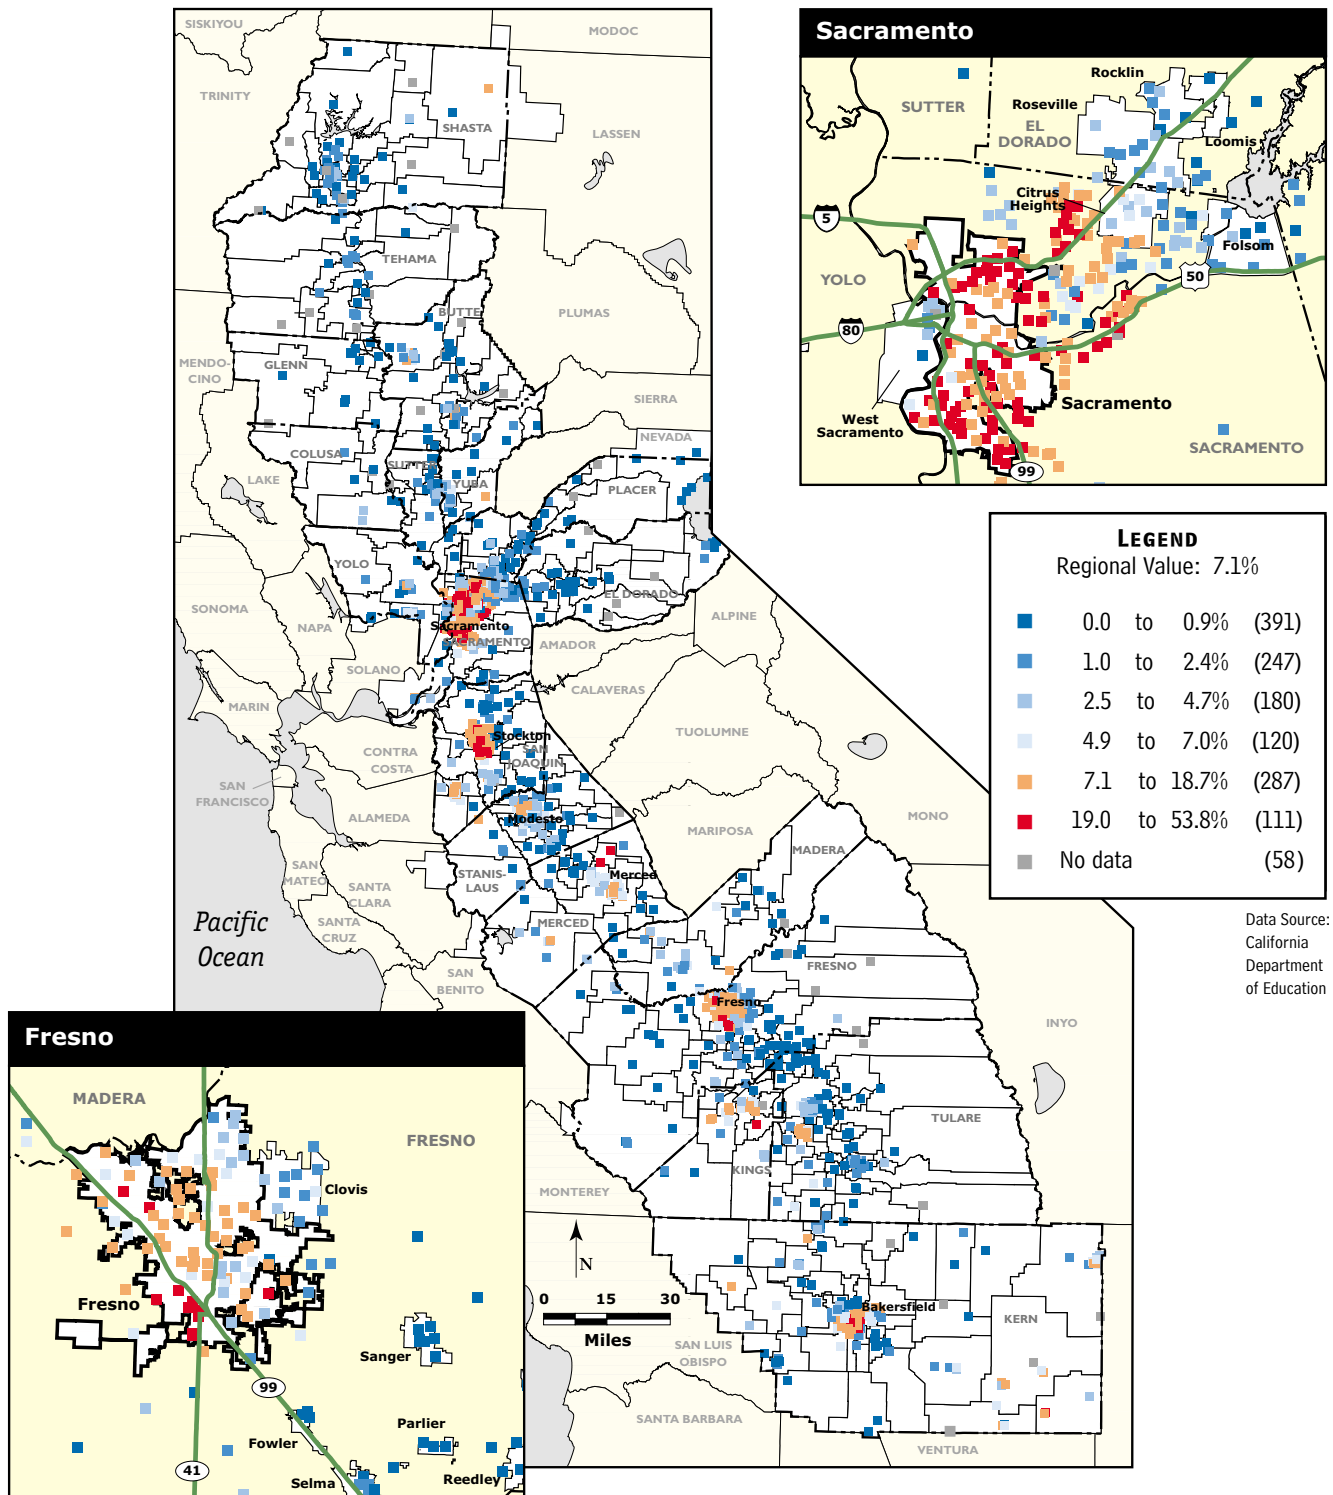 SISKIYOU
MODOC
TRINITY
SHASTA
LASSEN
TEHAMA
BUTTE
PLUMAS
MENDO-
CINO
GLENN
SIERRA
NEVADA
COLUSA
SUTTER
YUBA
LAKE
PLACER
YOLO
EL DORADO
SONOMA
NAPA
Sacramento
SACRAMENTO
ALPINE
AMADOR
SOLANO
CALAVERAS
MARIN
TUOLUMNE
CONTRA
COSTA
Stockton
SAN
JOAQUIN
SAN
FRANCISCO
ALAMEDA
Modesto
MARIPOSA
MONO
SAN
MATEO
SANTA
CLARA
STANIS-
LAUS
Merced
MADERA
SANTA
CRUZ
MERCED
Pacific
Ocean
SAN
BENITO
FRESNO
Fresno
INYO
TULARE
KINGS
MONTEREY
N
0 15 30
Miles
Bakersfield
KERN
SAN LUIS
OBISPO
SANTA BARBARA
VENTURA
Sacramento
SUTTER
Rocklin
Roseville
EL
DORADO
Loomis
Citrus
Heights
5
Folsom
YOLO
50
80
West
Sacramento
Sacramento
SACRAMENTO
99
LEGEND
Regional Value: 7.1%
0.0 to 0.9% (391)
1.0 to 2.4% (247)
2.5 to 4.7% (180)
4.9 to 7.0% (120)
7.1 to 18.7% (287)
19.0 to 53.8% (111)
No data (58)
Data Source:
California
Department
of Education
Fresno
MADERA
FRESNO
Clovis
Fresno
Sanger
99
Parlier
Fowler
41
Selma
Reedley